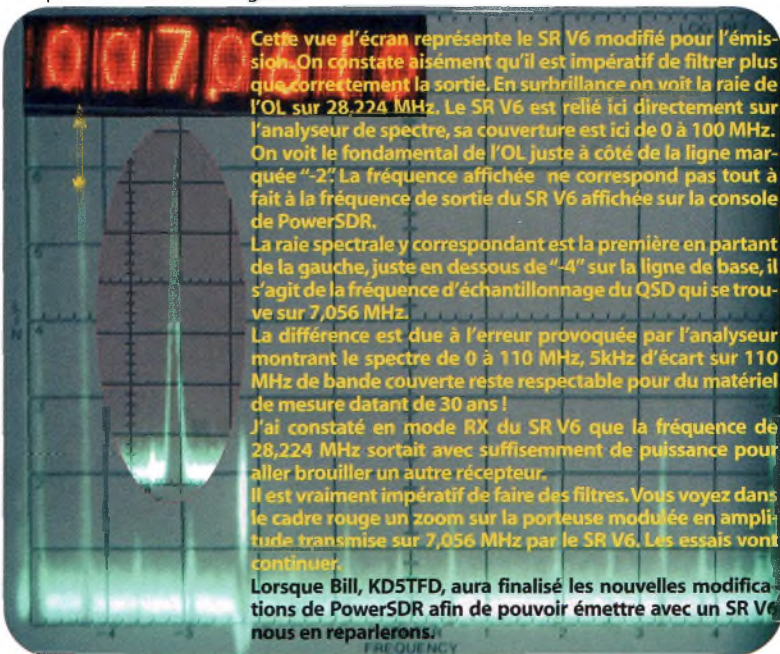 0070
Cette vue d'écran représente le SR V6 modifié pour l'émis-
sion. On constate aisément qu'il est impératif de filtrer plus
que correctement la sortie. En surbrillance on voit la raie de
l'OL sur 28,224 MHz. Le SR V6 est relié ici directement sur
l'analyseur de spectre, sa couverture est ici de 0 à 100 MHz.
On voit le fondamental de l'OL juste à côté de la ligne mar-
quée "-2". La fréquence affichée ne correspond pas tout à
fait à la fréquence de sortie du SR V6 affichée sur la console
de PowerSDR.
La raie spectrale y correspondant est la première en partant
de la gauche, juste en dessous de "-4" sur la ligne de base, il
s'agit de la fréquence d'échantillonnage du QSD qui se trou-
ve sur 7,056 MHz.
La différence est due à l'erreur provoquée par l'analyseur
montrant le spectre de 0 à 110 MHz, 5kHz d'écart sur 110
MHz de bande couverte reste respectable pour du matériel
de mesure datant de 30 ans !
J'ai constaté en mode RX du SR V6 que la fréquence de
28,224 MHz sortait avec suffisemment de puissance pour
aller brouiller un autre récepteur.
Il est vraiment impératif de faire des filtres. Vous voyez dans
le cadre rouge un zoom sur la porteuse modulée en ampli-
tude transmise sur 7,056 MHz par le SR V6. Les essais vont
continuer.
Lorsque Bill, KD5TFD, aura finalisé les nouvelles modifica-
tions de PowerSDR afin de pouvoir émettre avec un SR V6
nous en reparlerons.
-4 -3 1 2 3 4
FREQUENCY